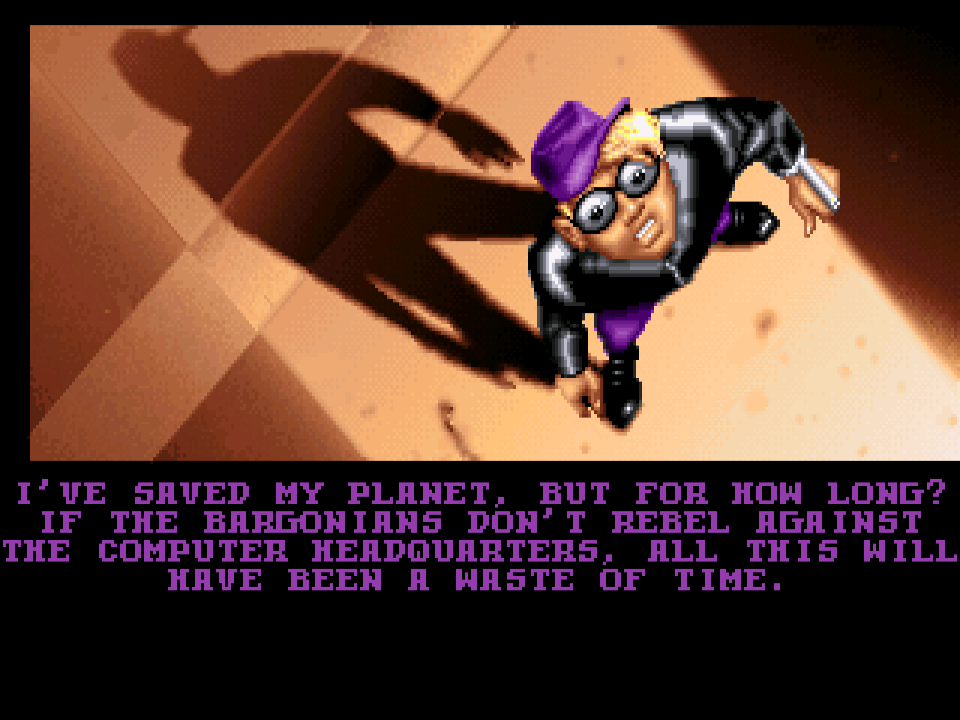 I'VE SAVED MY PLANET, BUT FOR HOW LONG?
IF THE BARGONIANS DON'T REBEL AGAINST
THE COMPUTER HEADQUARTERS, ALL THIS WILL
HAVE BEEN A WASTE OF TIME.